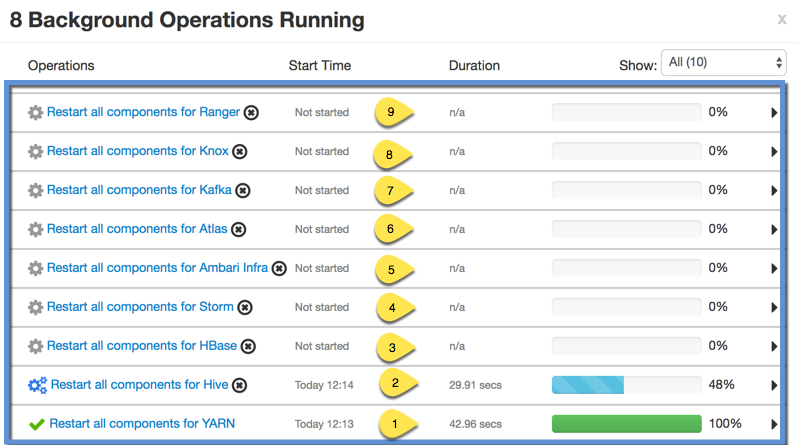 8 Background Operations Running x
Operations Start Time Duration Show: All (10)
Restart all components for Ranger Not started 9 n/a 0%
Restart all components for Knox Not started 8 n/a 0%
Restart all components for Kafka Not started 7 n/a 0%
Restart all components for Atlas Not started 6 n/a 0%
Restart all components for Ambari Infra Not started 5 n/a 0%
Restart all components for Storm Not started 4 n/a 0%
Restart all components for HBase Not started 3 n/a 0%
Restart all components for Hive Today 12:14 2 29.91 secs 48%
Restart all components for YARN Today 12:13 1 42.96 secs 100%